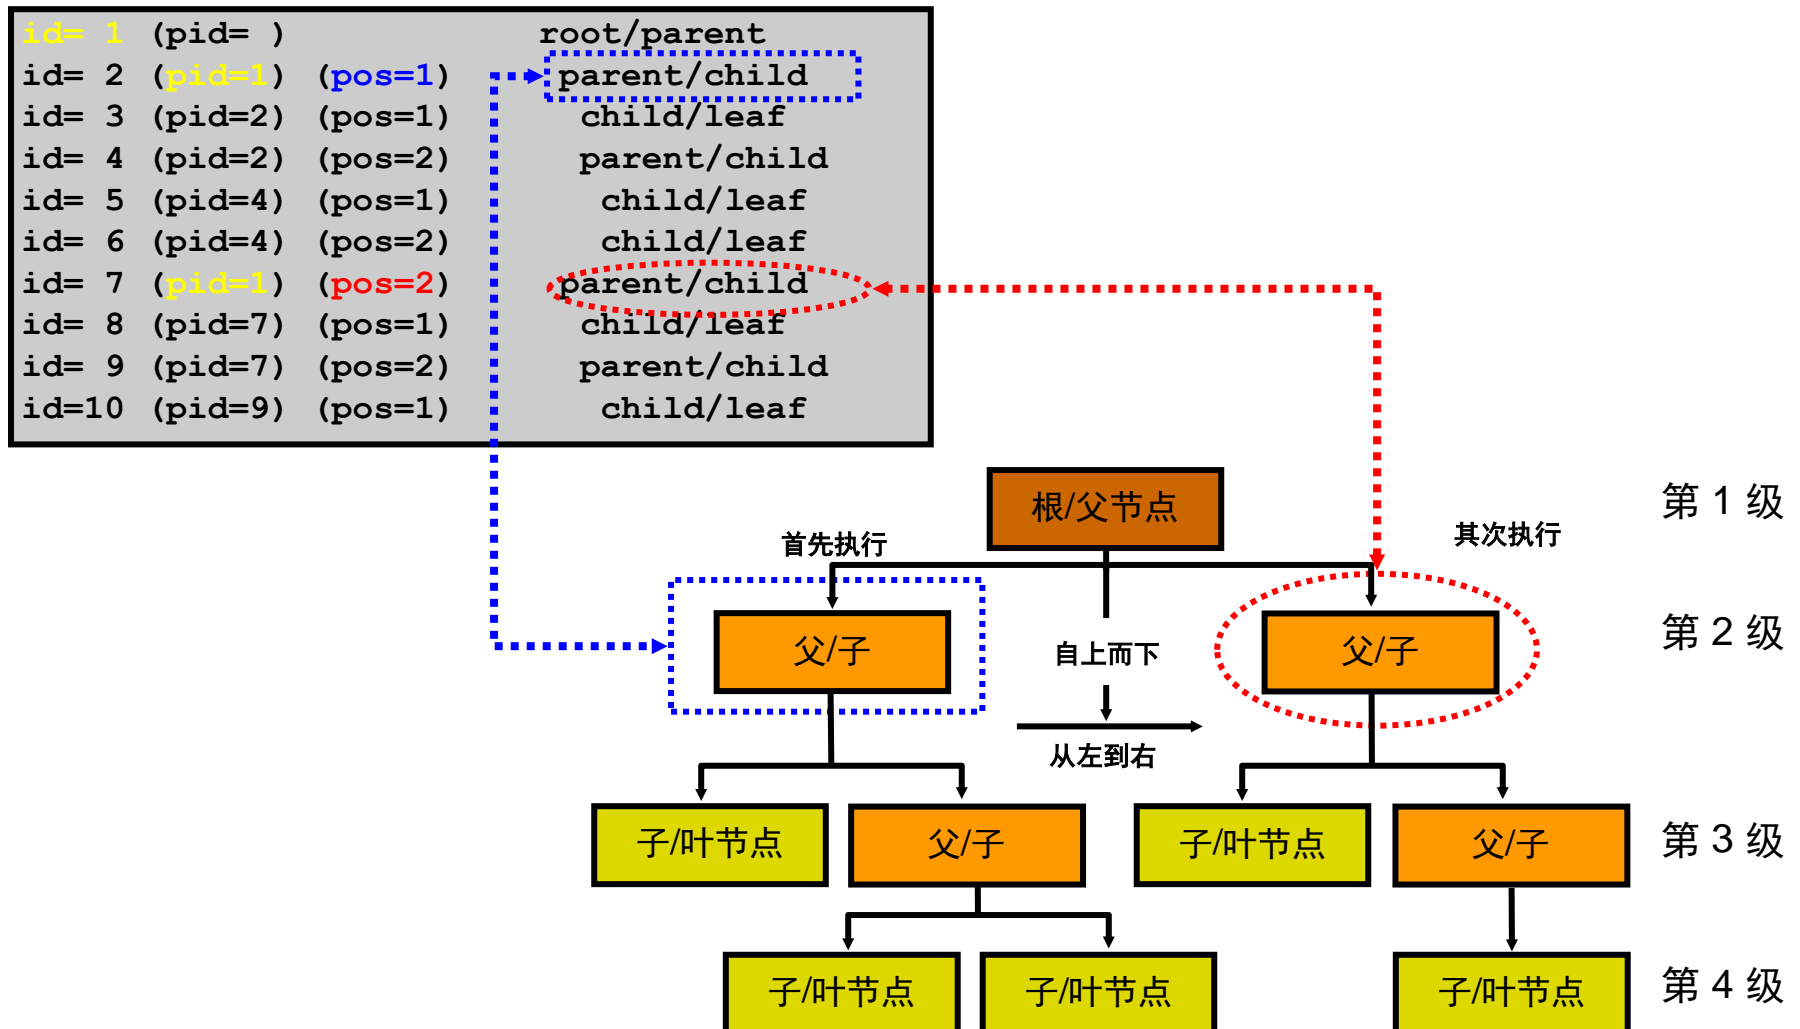 id= 1 (pid= ) root/parent
id= 2 (pid=1) (pos=1) parent/child
id= 3 (pid=2) (pos=1) child/leaf
id= 4 (pid=2) (pos=2) parent/child
id= 5 (pid=4) (pos=1) child/leaf
id= 6 (pid=4) (pos=2) child/leaf
id= 7 (pid=1) (pos=2) parent/child
id= 8 (pid=7) (pos=1) child/leaf
id= 9 (pid=7) (pos=2) parent/child
id=10 (pid=9) (pos=1) child/leaf
根/父节点
第 1 级
首先执行
其次执行
父/子
自上而下
父/子
第 2 级
从左到右
子/叶节点
父/子
子/叶节点
父/子
第 3 级
子/叶节点
子/叶节点
子/叶节点
第 4 级